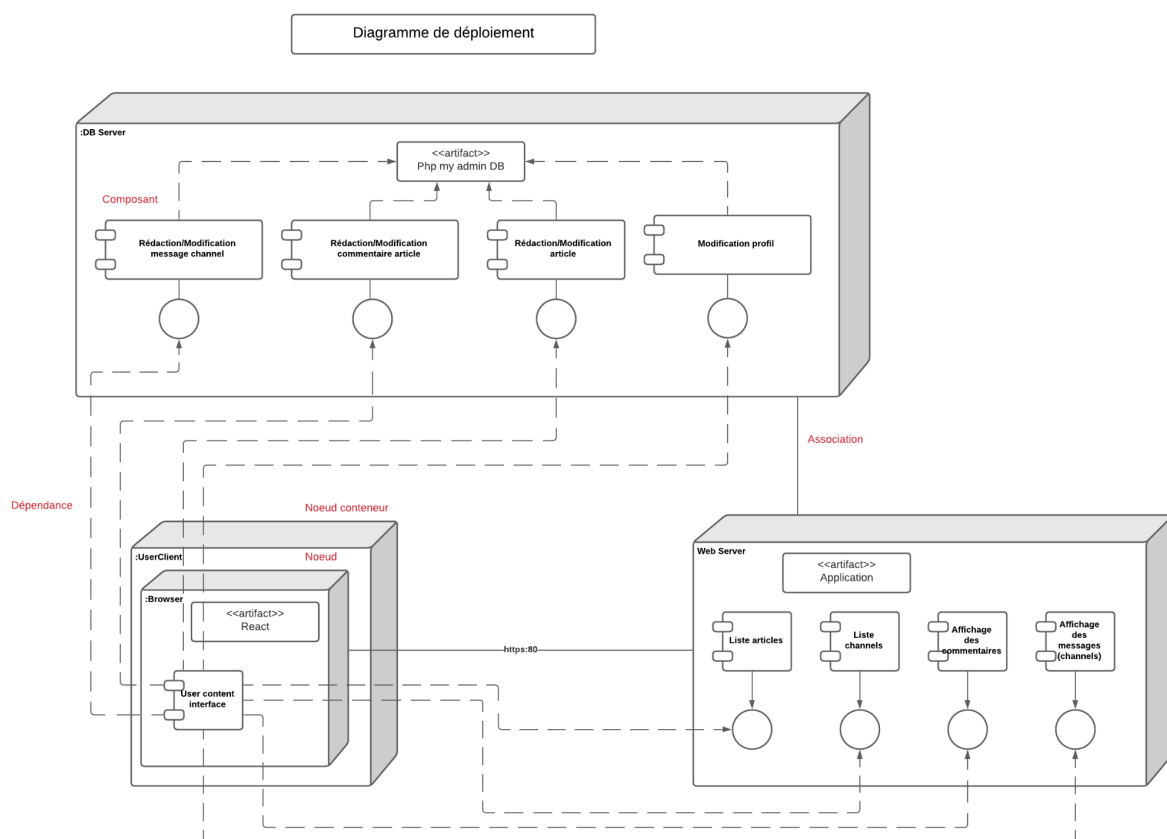 Diagramme de déploiement
:DB Server
<<artifact>>
Php my admin DB
Composant
Rédaction/Modification
message channel
Rédaction/Modification
commentaire article
Rédaction/Modification
article
Modification profil
Association
Dépendance
Noeud conteneur
:UserClient
Noeud
:Browser
<<artifact>>
React
User content
interface
https:80
Web Server
<<artifact>>
Application
Liste articles
Liste
channels
Affichage
des
commentaires
Affichage
des
messages
(channels)